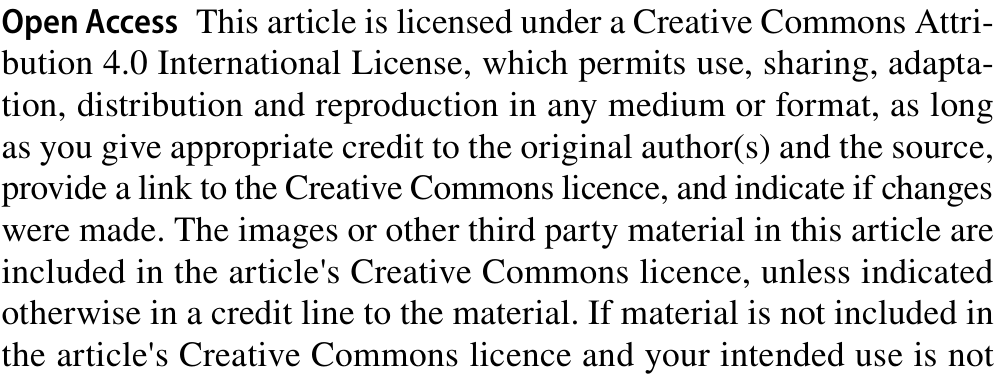 Open Access This article is licensed under a Creative Commons Attri-
bution 4.0 International License, which permits use, sharing, adapta-
tion, distribution and reproduction in any medium or format, as long
as you give appropriate credit to the original author(s) and the source,
provide a link to the Creative Commons licence, and indicate if changes
were made. The images or other third party material in this article are
included in the article's Creative Commons licence, unless indicated
otherwise in a credit line to the material. If material is not included in
the article's Creative Commons licence and your intended use is not